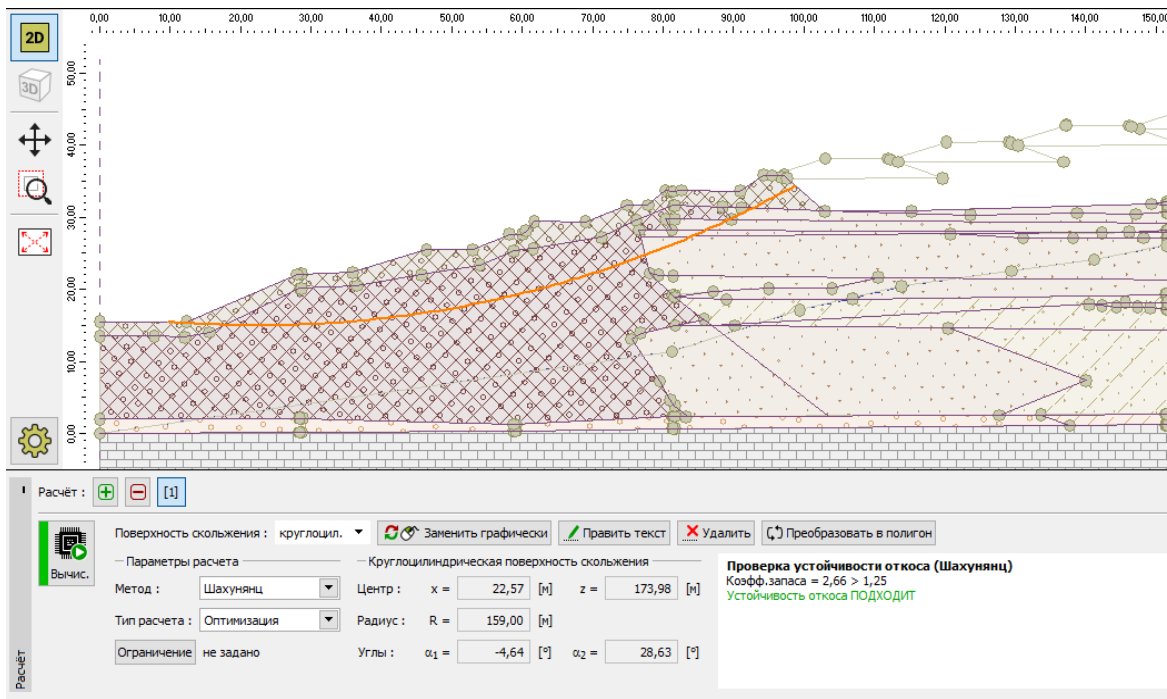 0,00 10,00 20,00 30,00 40,00 50,00 60,00 70,00 80,00 90,00 100,00 110,00 120,00 130,00 140,00 150,0
2D
3D
50,00
40,00
30,00
20,00
10,00
0,00
Расчёт : [1]
Вычис.
Поверхность скольжения : круглоцил. Заменить графически Править текст Удалить Преобразовать в полигон
Параметры расчета
Метод : Шахунянц
Тип расчета : Оптимизация
Ограничение не задано
Круглоцилиндрическая поверхность скольжения
Центр : x = 22,57 [м] z = 173,98 [м]
Радиус : R = 159,00 [м]
Углы : α1 = -4,64 [°] α2 = 28,63 [°]
Проверка устойчивости откоса (Шахунянц)
Коэфф.запаса = 2,66 > 1,25
Устойчивость откоса ПОДХОДИТ
Расчёт